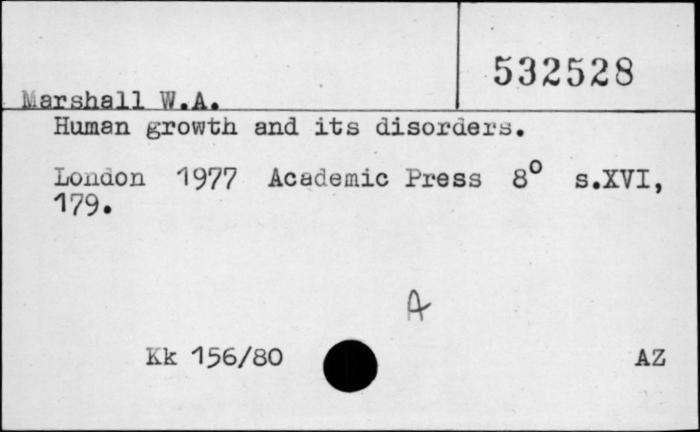 532528
Marshall W.A.
Human growth and its disorders.
London 1977 Academic Press 8° s.XVI,
179.
A
Kk 156/80
AZ